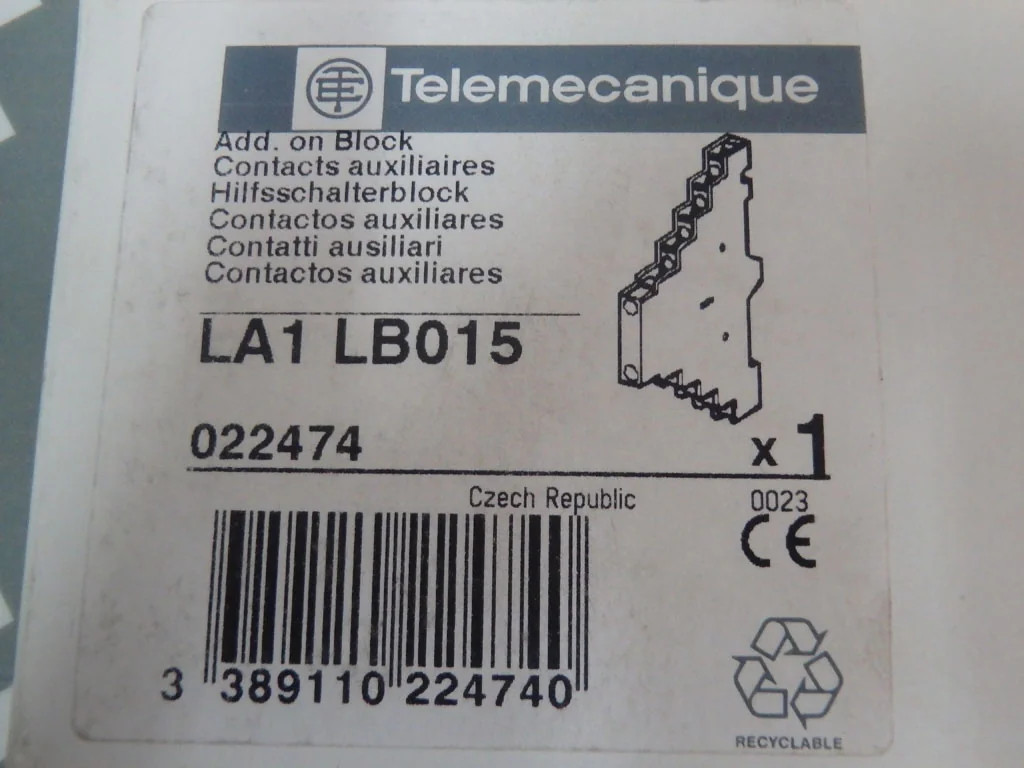 Telemecanique
Add. on Block
Contacts auxiliaires
Hilfsschalterblock
Contactos auxiliares
Contatti ausiliari
Contactos auxiliares
LA1 LB015
022474
x 1
Czech Republic
0023
CE
3 389110 224740
RECYCLABLE